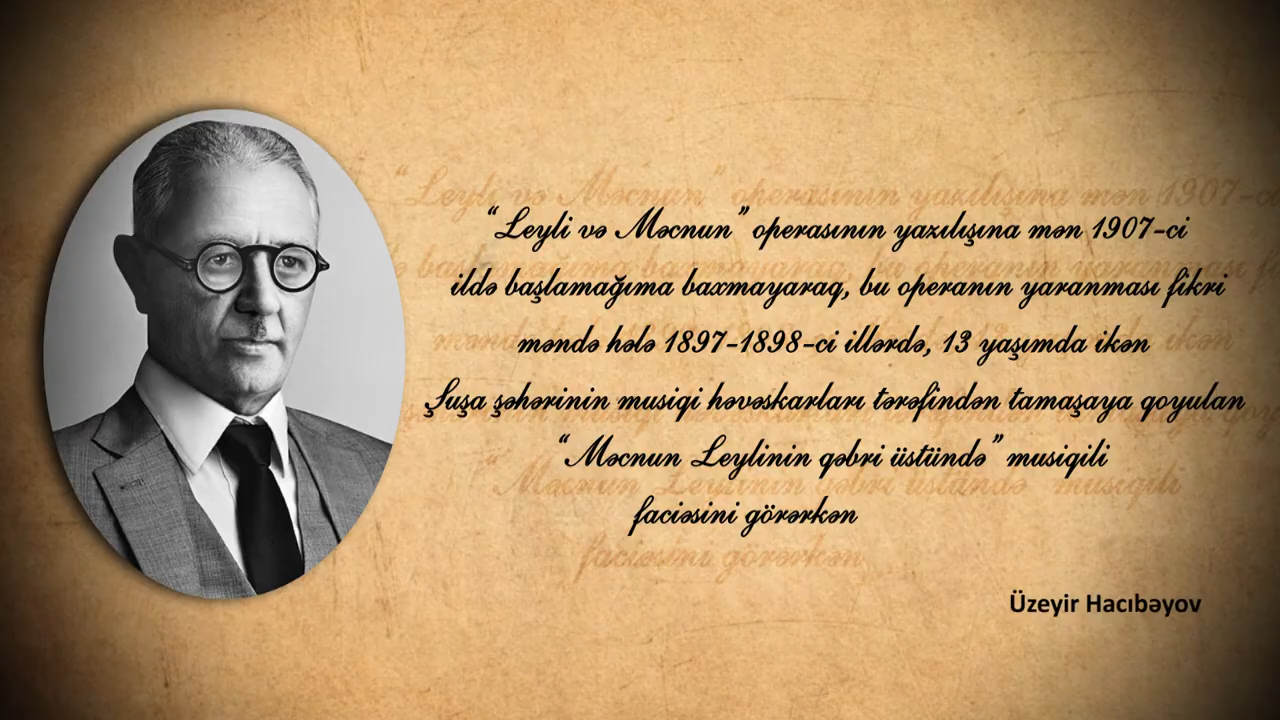 “Leyli və Məcnun” operasının yazılışına mən 1907-ci
ildə başlamağıma baxmayaraq, bu operanın yaranması fikri
məndə hələ 1897-1898-ci illərdə, 13 yaşımda ikən
Şuşa şəhərinin musiqi həvəskarları tərəfindən tamaşaya qoyulan
“Məcnun Leylinin qəbri üstündə” musiqili
faciəsini görərkən
Üzeyir Hacıbəyov